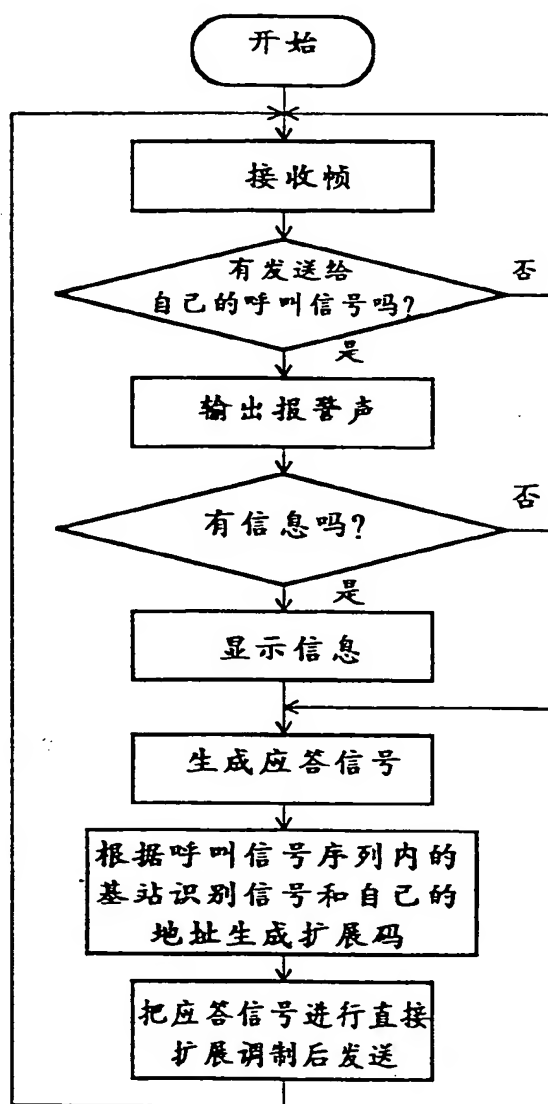 开始
接收帧
有发送给
自己的呼叫信号吗?
否
是
输出报警声
有信息吗?
否
是
显示信息
生成应答信号
根据呼叫信号序列内的
基站识别信号和自己的
地址生成扩展码
把应答信号进行直接
扩展调制后发送